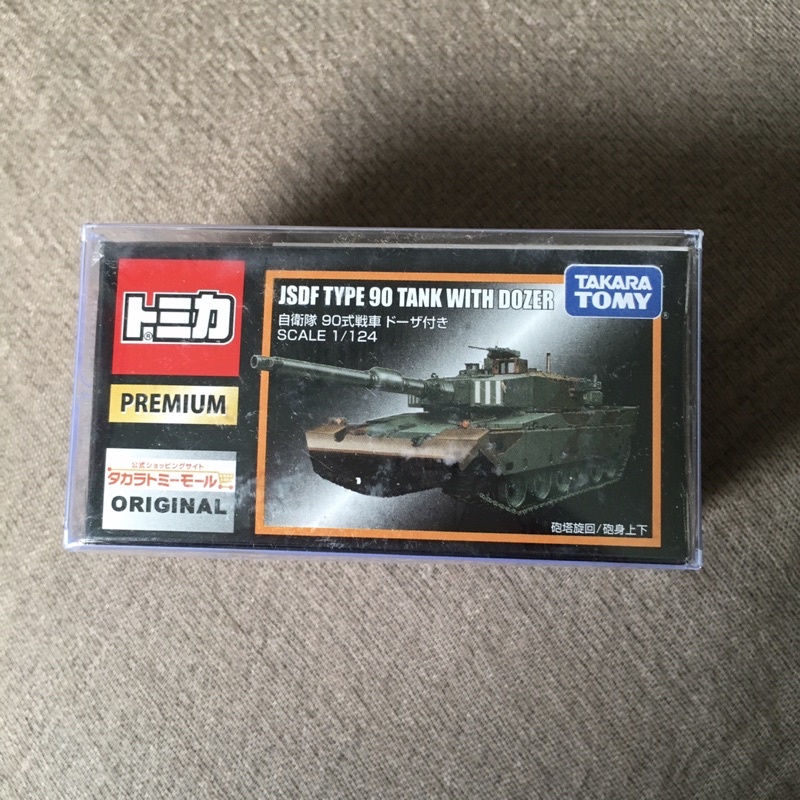 トミカ
®
PREMIUM
公式ショッピングサイト
タカラトミーモール
ORIGINAL
JSDF TYPE 90 TANK WITH DOZER
自衛隊 90式戦車 ドーザ付き
SCALE 1/124
TAKARA
TOMY
®
砲塔旋回/砲身上下